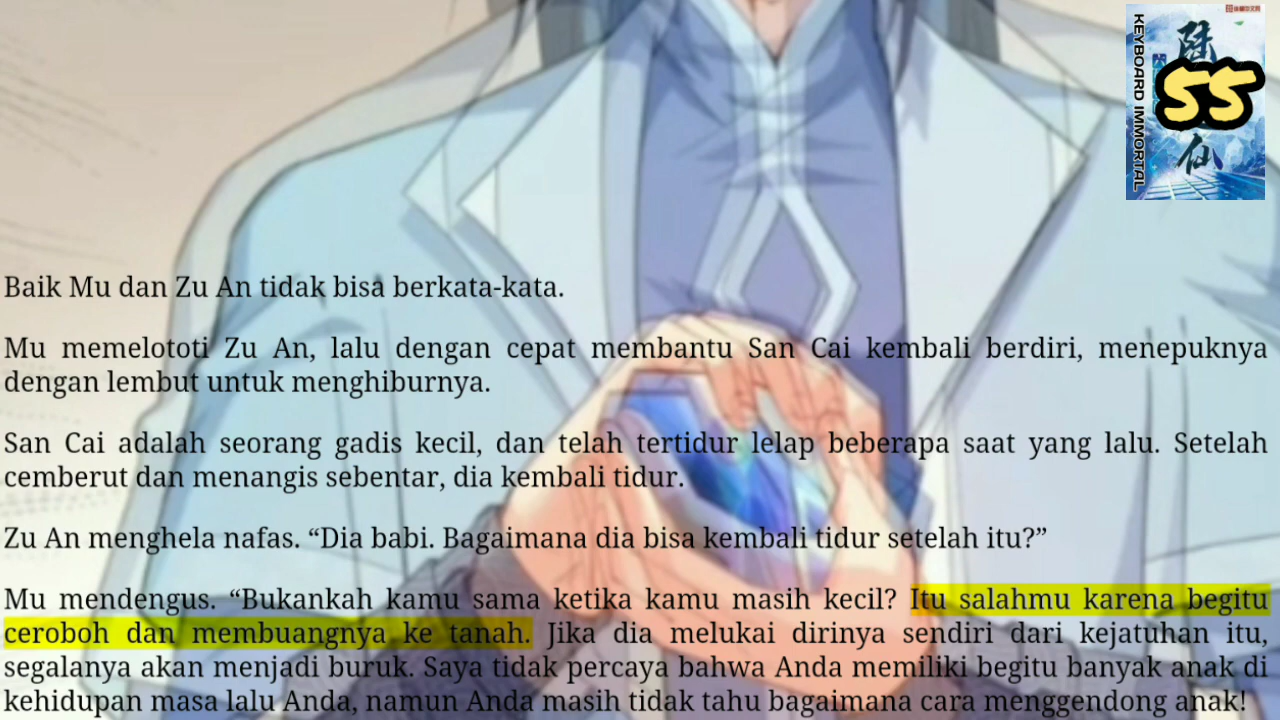 KEYBOARD IMMORTAL
陆
仙
55
Baik Mu dan Zu An tidak bisa berkata-kata.
Mu memelototi Zu An, lalu dengan cepat membantu San Cai kembali berdiri, menepuknya
dengan lembut untuk menghiburnya.
San Cai adalah seorang gadis kecil, dan telah tertidur lelap beberapa saat yang lalu. Setelah
cemberut dan menangis sebentar, dia kembali tidur.
Zu An menghela nafas. “Dia babi. Bagaimana dia bisa kembali tidur setelah itu?”
Mu mendengus. “Bukankah kamu sama ketika kamu masih kecil? Itu salahmu karena begitu
ceroboh dan membuangnya ke tanah. Jika dia melukai dirinya sendiri dari kejatuhan itu,
segalanya akan menjadi buruk. Saya tidak percaya bahwa Anda memiliki begitu banyak anak di
kehidupan masa lalu Anda, namun Anda masih tidak tahu bagaimana cara menggendong anak!